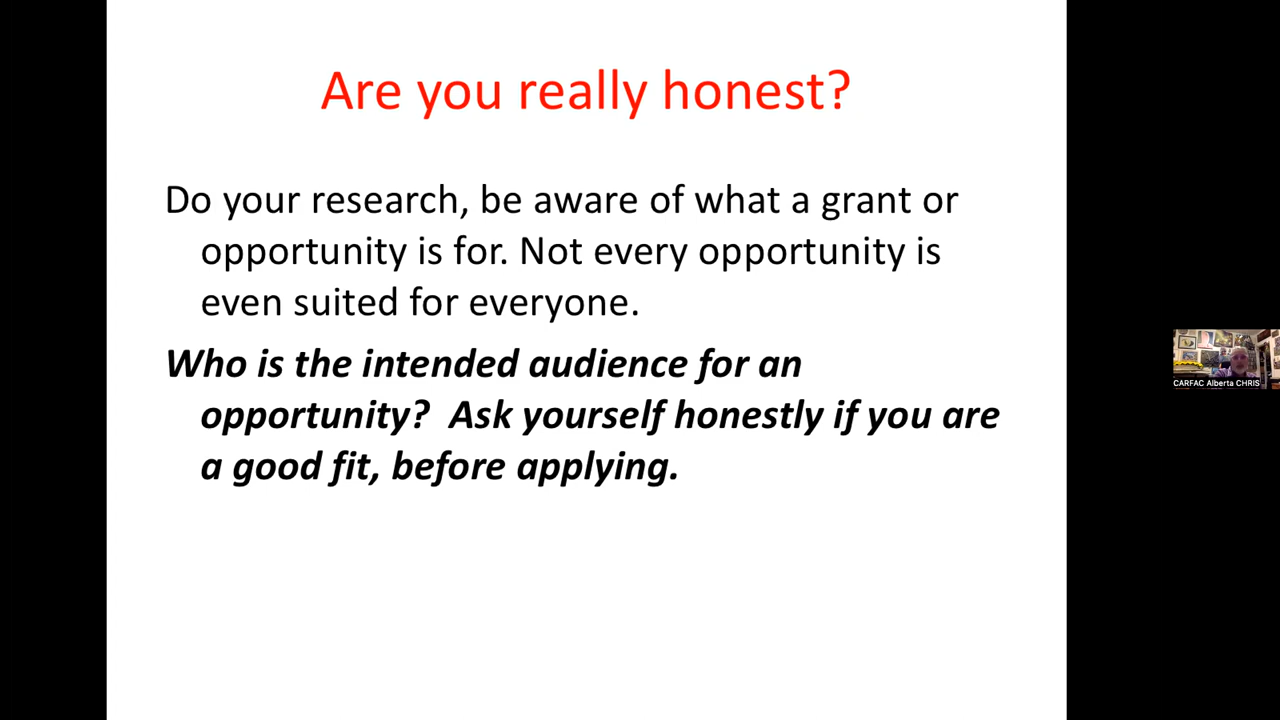 Are you really honest?
Do your research, be aware of what a grant or
opportunity is for. Not every opportunity is
even suited for everyone.
Who is the intended audience for an
opportunity?  Ask yourself honestly if you are
a good fit, before applying.
CARFAC Alberta CHRIS